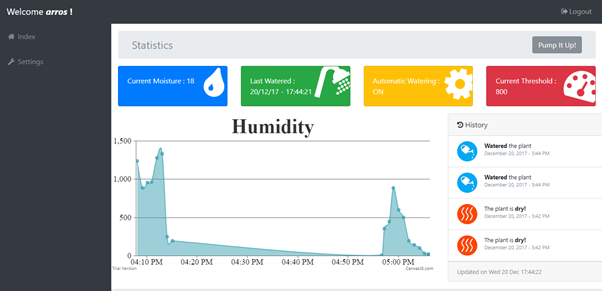 Welcome arros !
Logout
Index
Settings
Statistics
Pump It Up!
Current Moisture : 18
Last Watered :
20/12/17 - 17:44:21
Automatic Watering :
ON
Current Threshold :
800
Humidity
1,500
1,000
500
0
04:10 PM
04:20 PM
04:30 PM
04:40 PM
04:50 PM
05:00 PM
Trial Version
CanvasJS.com
History
Watered the plant
December 20, 2017 - 5:44 PM
Watered the plant
December 20, 2017 - 5:44 PM
The plant is dry!
December 20, 2017 - 5:42 PM
The plant is dry!
December 20, 2017 - 5:42 PM
Updated on Wed 20 Dec 17:44:22